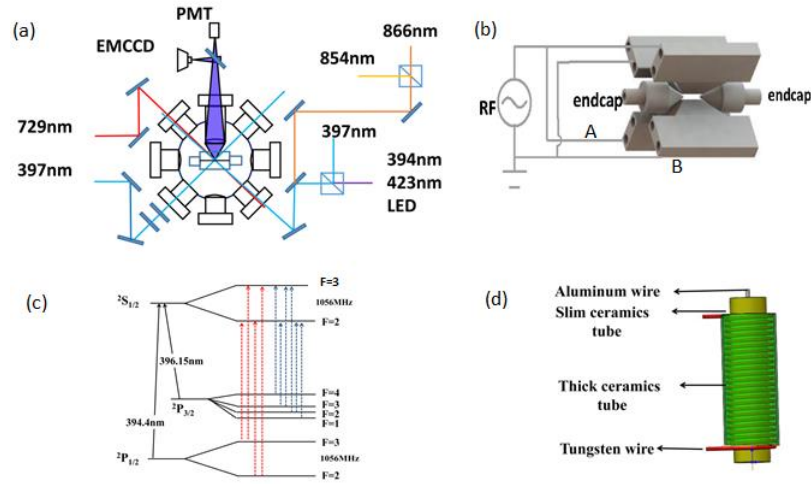 (a)
PMT
EMCCD
866nm
854nm
729nm
397nm
397nm
394nm
423nm
LED
(b)
RF
endcap
endcap
A
B
(c)
²S₁/₂
F=3
1056MHz
F=2
396.15nm
394.4nm
²P₃/₂
F=4
F=3
F=2
F=1
²P₁/₂
F=3
1056MHz
F=2
(d)
Aluminum wire
Slim ceramics
tube
Thick ceramics
tube
Tungsten wire